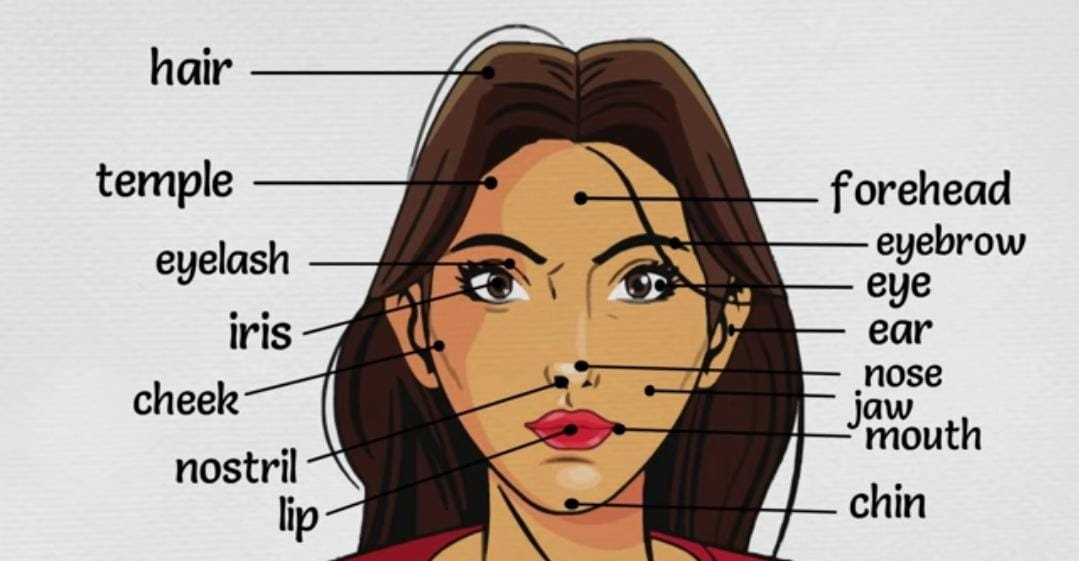 hair
temple
forehead
eyebrow
eyelash
eye
iris
ear
nose
cheek
jaw
mouth
nostril
chin
lip